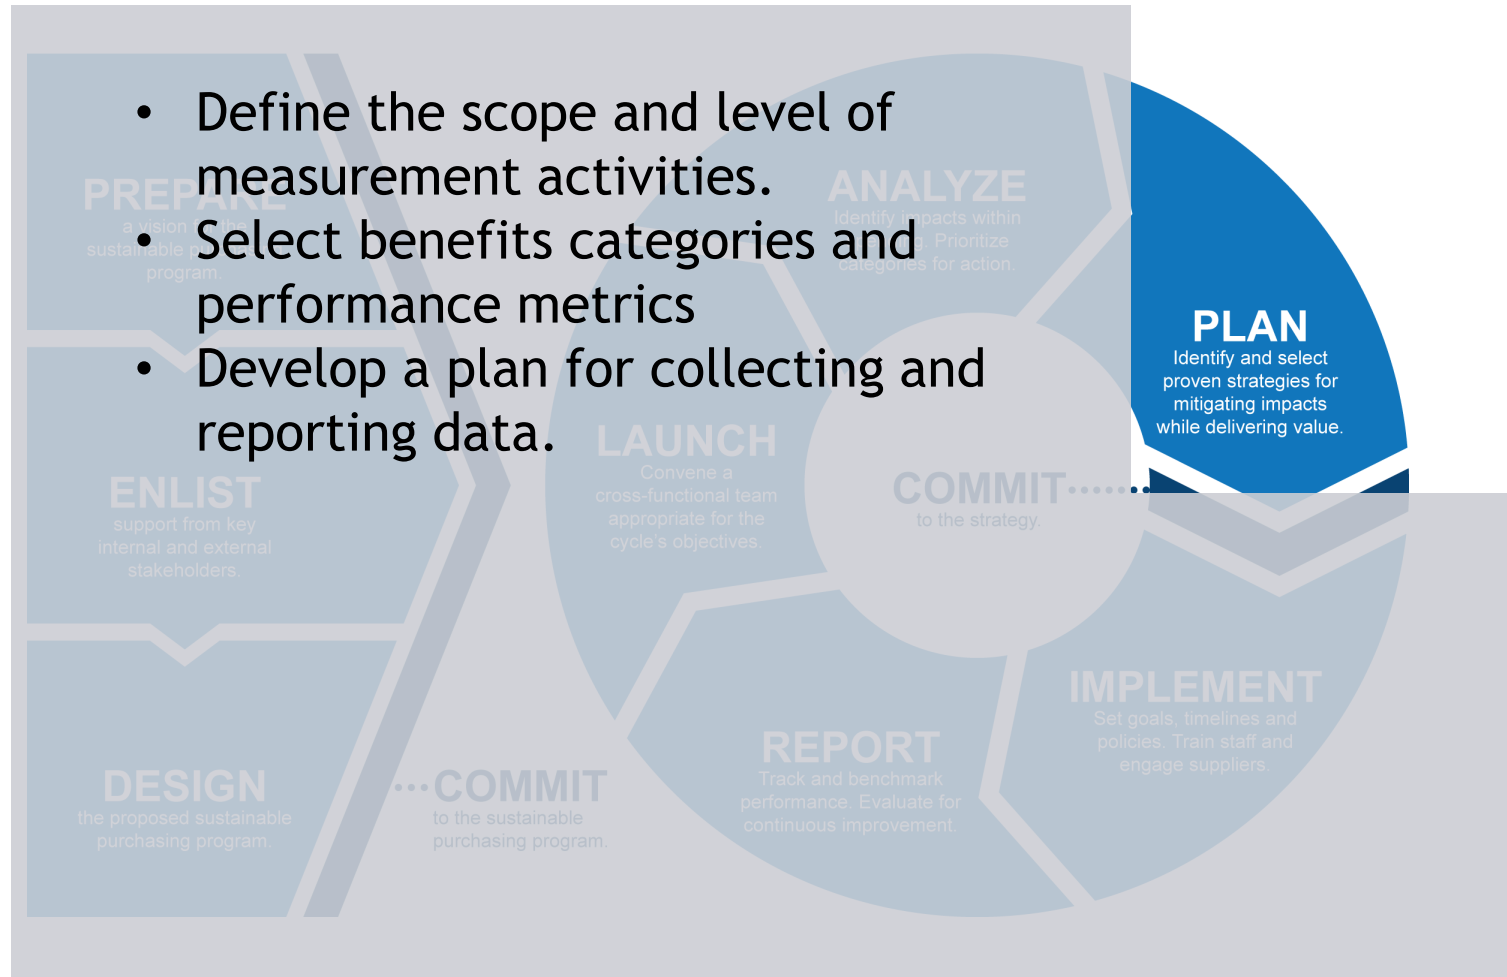 • Define the scope and level of
measurement activities.
• Select benefits categories and
performance metrics
• Develop a plan for collecting and
reporting data.
PREPARE
a vision for the
sustainable purchasing
program.
ENLIST
support from key
internal and external
stakeholders.
DESIGN
the proposed sustainable
purchasing program.
COMMIT
to the sustainable
purchasing program.
LAUNCH
Convene a
cross-functional team
appropriate for the
cycle's objectives.
ANALYZE
Identify impacts within
Prioritize
categories for action.
PLAN
Identify and select
proven strategies for
mitigating impacts
while delivering value.
COMMIT
to the strategy.
IMPLEMENT
Set goals, timelines and
policies. Train staff and
engage suppliers.
REPORT
Track and benchmark
performance. Evaluate for
continuous improvement.